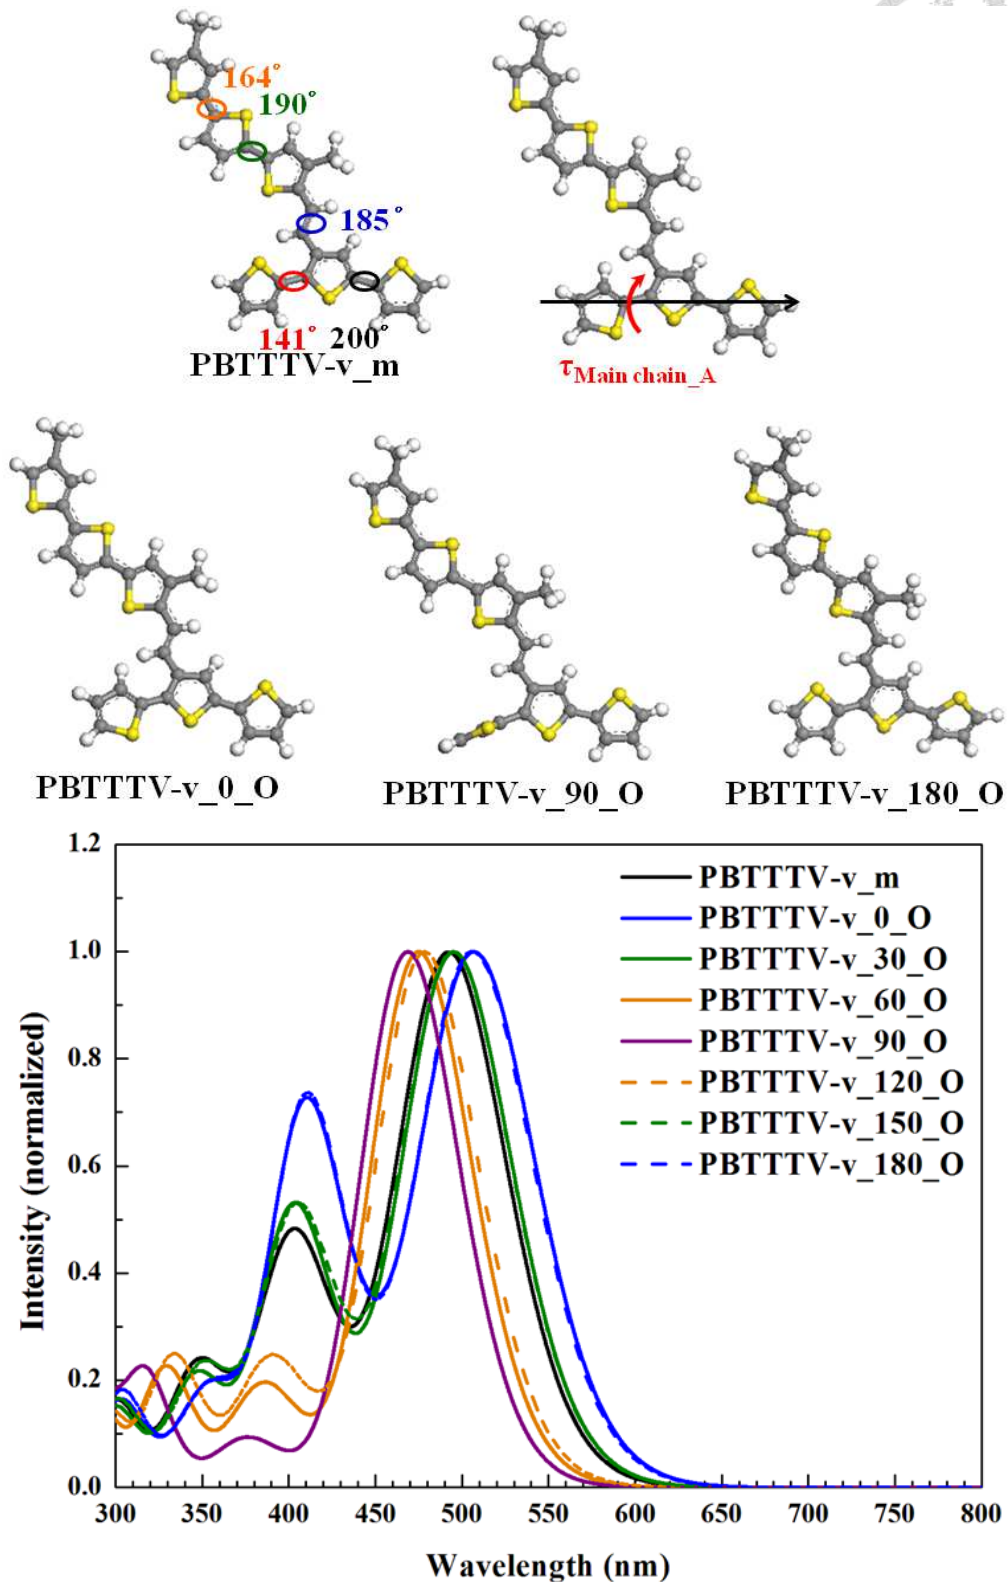 164°
190°
185°
141° 200°
PBTTTV-v_m
τMain chain_A
PBTTTV-v_0_O
PBTTTV-v_90_O
PBTTTV-v_180_O
1.2
1.0
0.8
0.6
0.4
0.2
0.0
Intensity (normalized)
PBTTTV-v_m
PBTTTV-v_0_O
PBTTTV-v_30_O
PBTTTV-v_60_O
PBTTTV-v_90_O
PBTTTV-v_120_O
PBTTTV-v_150_O
PBTTTV-v_180_O
300 350 400 450 500 550 600 650 700 750 800
Wavelength (nm)